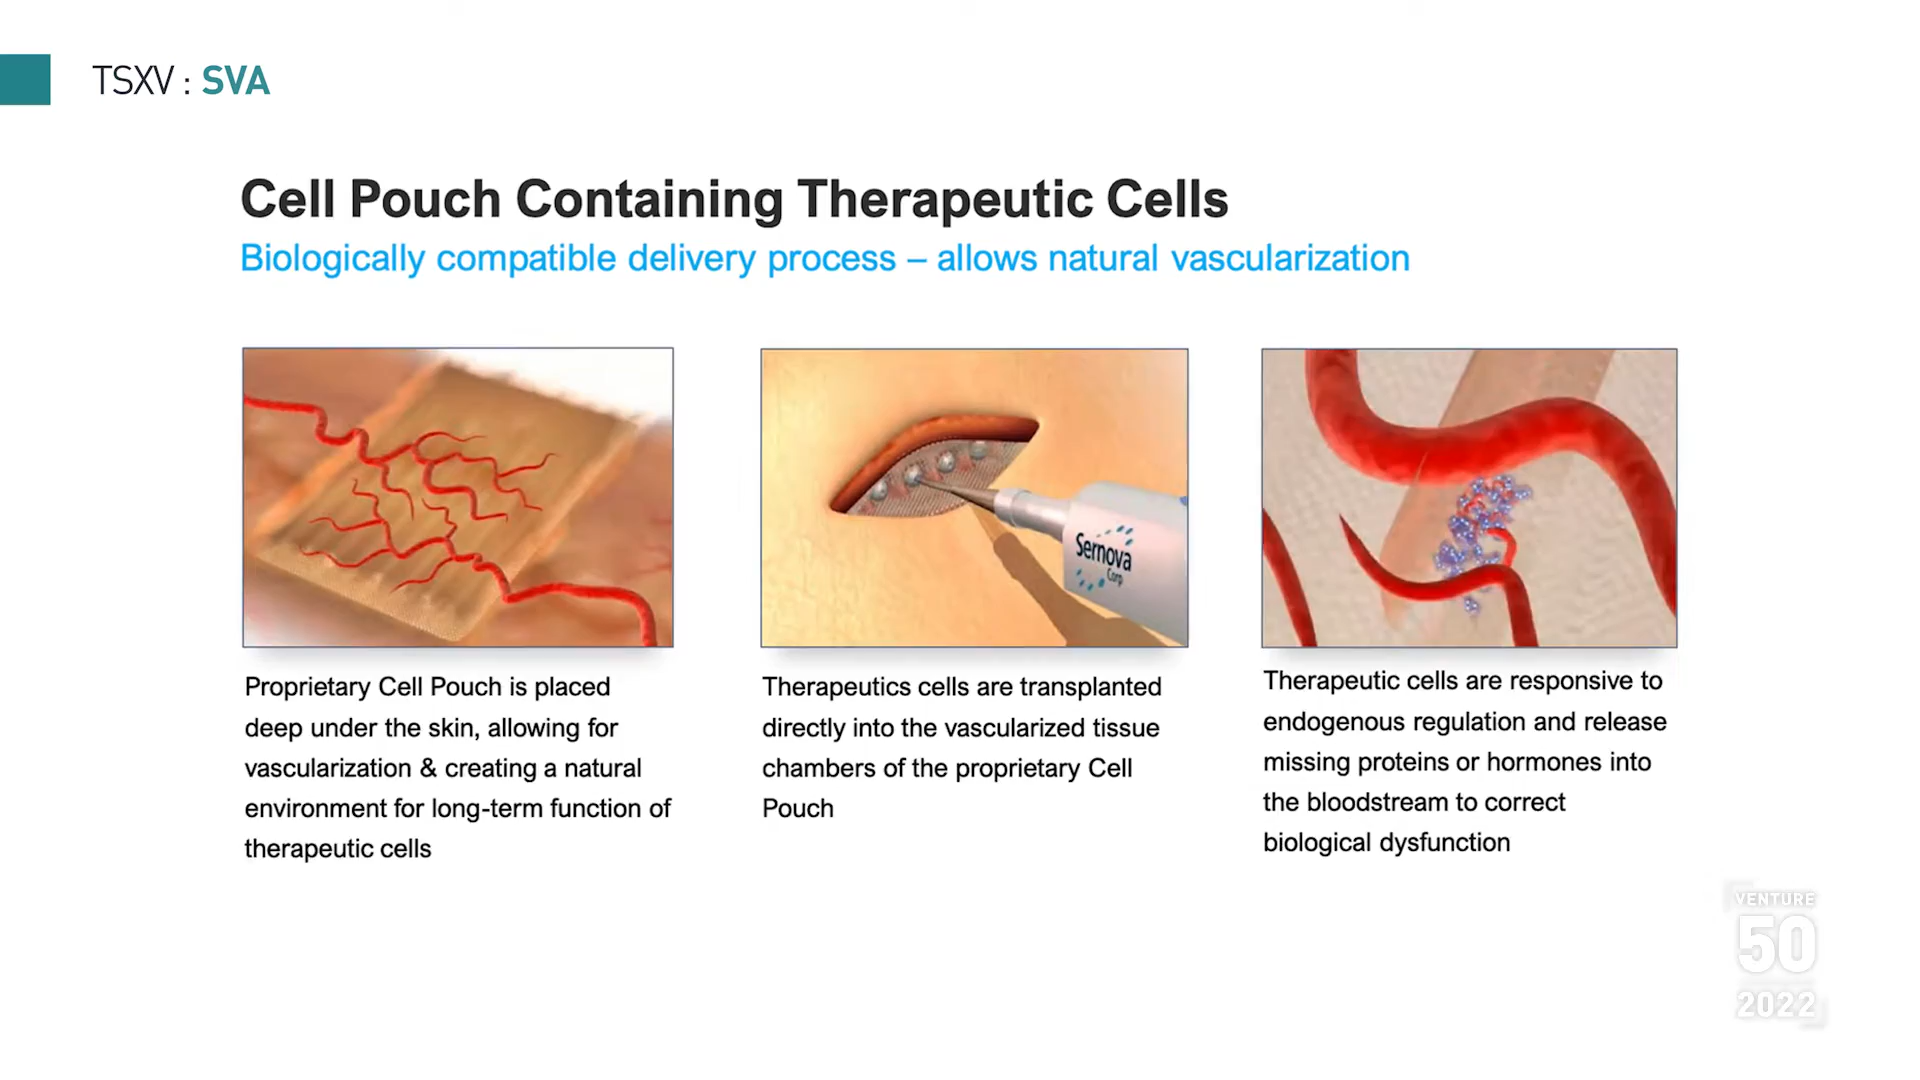 TSXV : SVA
Cell Pouch Containing Therapeutic Cells
Biologically compatible delivery process – allows natural vascularization
Sernova
Corp
Proprietary Cell Pouch is placed
deep under the skin, allowing for
vascularization & creating a natural
environment for long-term function of
therapeutic cells
Therapeutics cells are transplanted
directly into the vascularized tissue
chambers of the proprietary Cell
Pouch
Therapeutic cells are responsive to
endogenous regulation and release
missing proteins or hormones into
the bloodstream to correct
biological dysfunction
VENTURE
50
2022